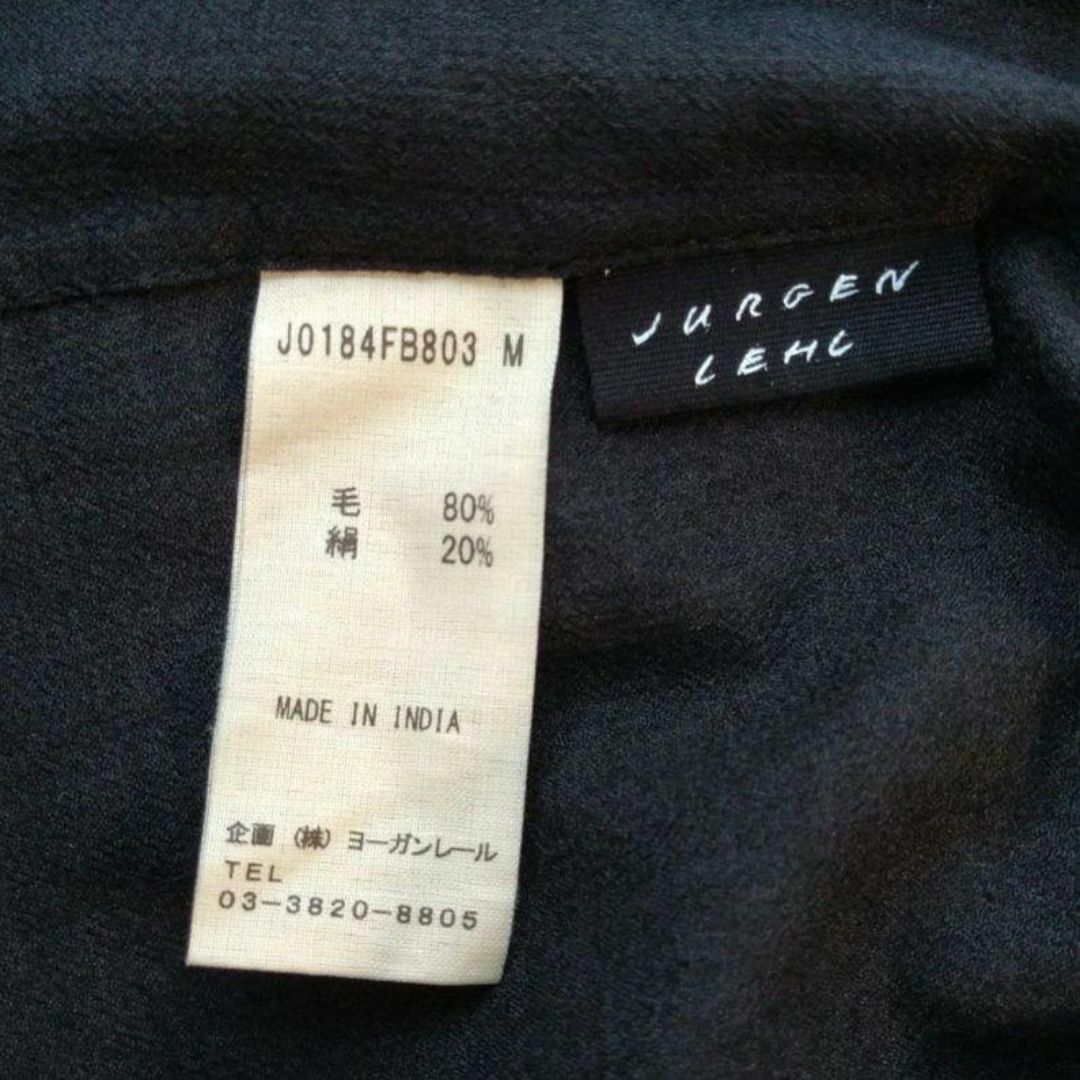 J0184FB803 M
毛 80%
絹 20%
MADE IN INDIA
企画 (株) ヨーガンレール
TEL
03-3820-8805
JURGEN
LEHL